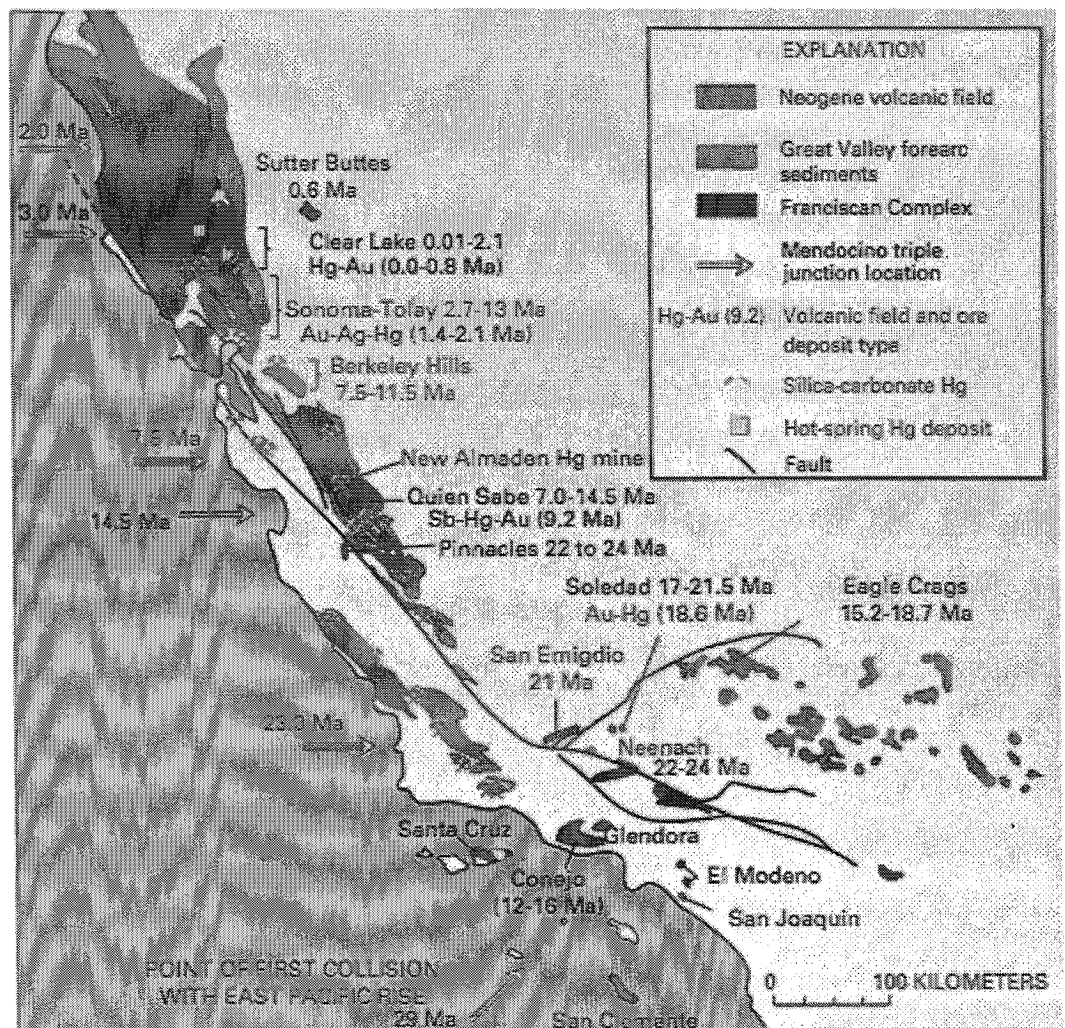 EXPLANATION
Neogene volcanic field
Great Valley forearc
sediments
Franciscan Complex
Mendocino triple
junction location
Hg-Au (9.2)
Volcanic field and ore
deposit type
Silica-carbonate Hg
Hot-spring Hg deposit
Fault
2.0 Ma
3.0 Ma
Sutter Buttes
0.6 Ma
Clear Lake 0.01-2.1
Hg-Au (0.0-0.8 Ma)
Sonoma-Tolay 2.7-13 Ma
Au-Ag-Hg (1.4-2.1 Ma)
Berkeley Hills
7.5-11.5 Ma
14.5 Ma
New Almaden Hg mine
Quien Sabe 7.0-14.5 Ma
Sb-Hg-Au (9.2 Ma)
Pinnacles 22 to 24 Ma
Soledad 17-21.5 Ma
Au-Hg (18.6 Ma)
Eagle Crags
15.2-18.7 Ma
San Emigdio
21 Ma
Neenach
22-24 Ma
Santa Cruz
Glendora
Conejo
(12-16 Ma)
El Modeno
San Joaquin
POINT OF FIRST COLLISION
WITH EAST PACIFIC RISE
29 Ma
San Clemente
0 100 KILOMETERS